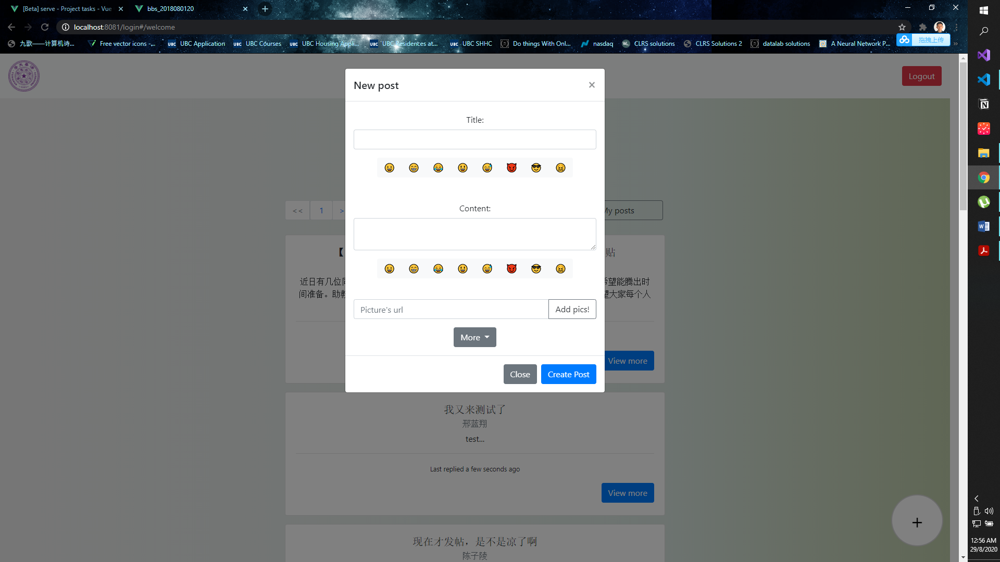 [Beta] serve - Project tasks - Vue
bbs_2018080120
localhost:8081/login#/welcome
九歌——计算机诗...
Free vector icons -...
UBC Application
UBC Courses
UBC Housing Appli...
UBC Residences at...
UBC SHHC
Do things With Onl...
nasdaq
CLRS solutions
CLRS Solutions 2
datalab solutions
A Neural Network P...
拖拽上传
Logout
New post
Title:
Content:
Picture's url
Add pics!
More
Close
Create Post
<< 1 >
My posts
【
贴
近日有几位
希望能腾出时
间准备。助教
望大家每个人
View more
我又来测试了
邢蓝翔
test...
Last replied a few seconds ago
View more
现在才发帖，是不是凉了啊
陈子陵
+
12:56 AM
29/8/2020